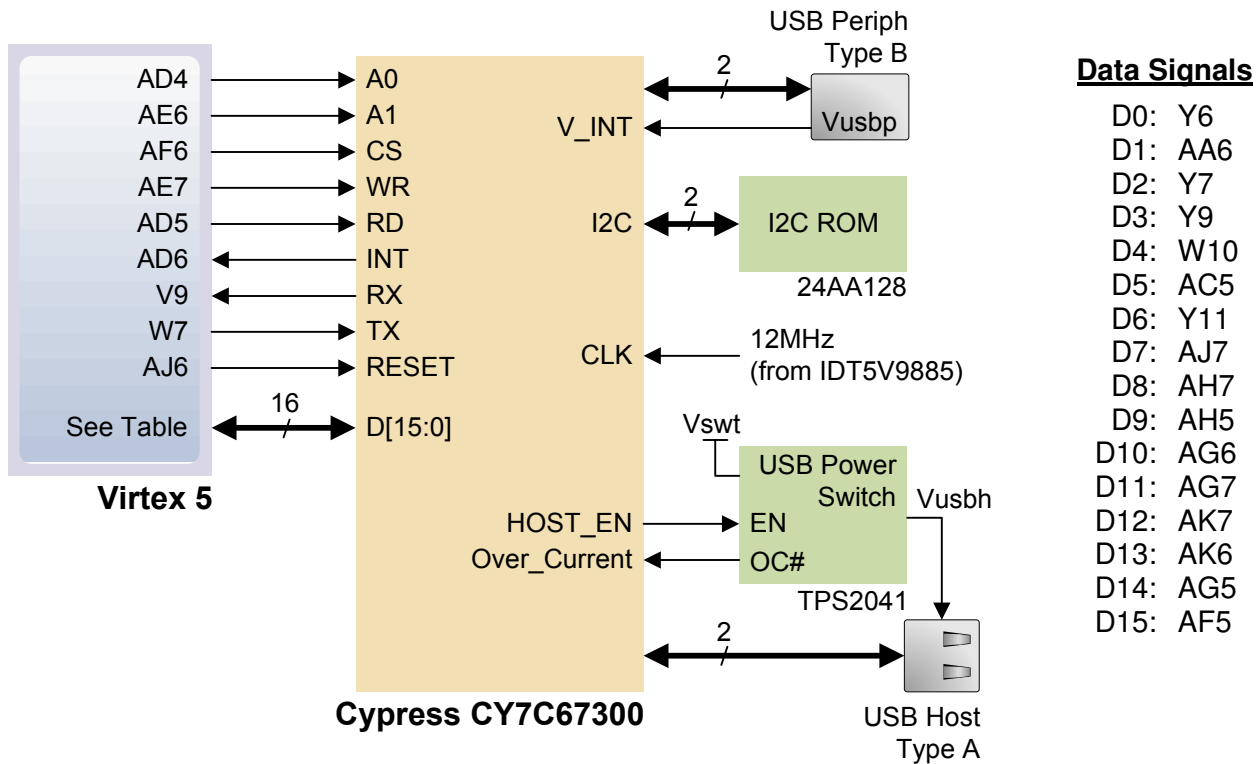 USB Periph
Type B
AD4
AE6
AF6
AE7
AD5
AD6
V9
W7
AJ6
See Table
Virtex 5
16
A0
A1
CS
WR
RD
INT
RX
TX
RESET
D[15:0]
V_INT
I2C
CLK
HOST_EN
Over_Current
Cypress CY7C67300
2
Vusbp
2
I2C ROM
24AA128
12MHz
(from IDT5V9885)
Vswt
USB Power
Switch
EN
OC#
TPS2041
Vusbh
2
USB Host
Type A
Data Signals
D0: Y6
D1: AA6
D2: Y7
D3: Y9
D4: W10
D5: AC5
D6: Y11
D7: AJ7
D8: AH7
D9: AH5
D10: AG6
D11: AG7
D12: AK7
D13: AK6
D14: AG5
D15: AF5